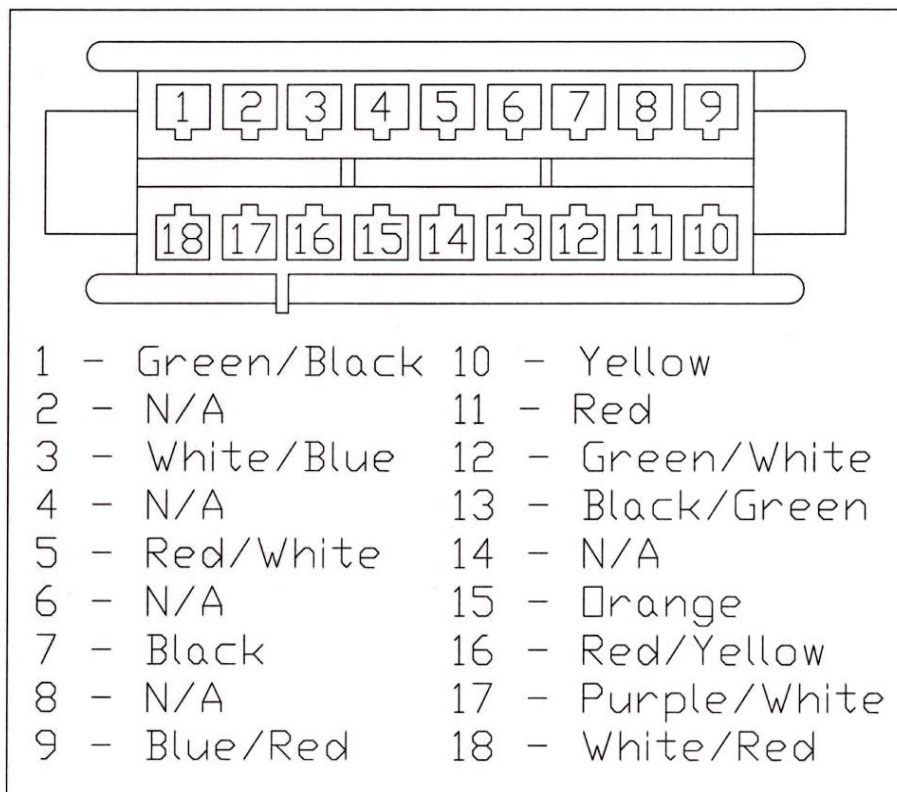 1 2 3 4 5 6 7 8 9
18 17 16 15 14 13 12 11 10
1 - Green/Black
2 - N/A
3 - White/Blue
4 - N/A
5 - Red/White
6 - N/A
7 - Black
8 - N/A
9 - Blue/Red
10 - Yellow
11 - Red
12 - Green/White
13 - Black/Green
14 - N/A
15 - Orange
16 - Red/Yellow
17 - Purple/White
18 - White/Red